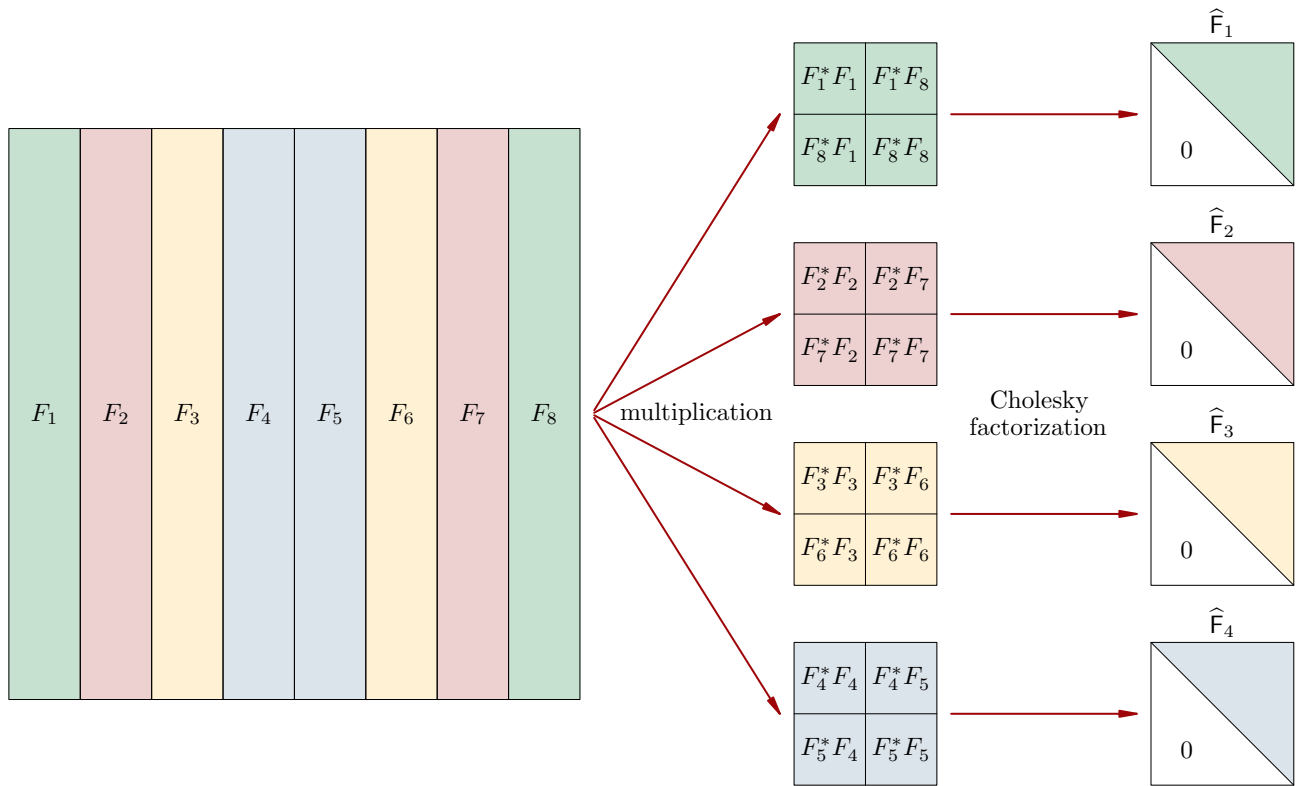 F₁ F₂ F₃ F₄ F₅ F₆ F₇ F₈
multiplication
F₁*F₁ F₁*F₈
F₈*F₁ F₈*F₈
F₂*F₂ F₂*F₇
F₇*F₂ F₇*F₇
F₃*F₃ F₃*F₆
F₆*F₃ F₆*F₆
F₄*F₄ F₄*F₅
F₅*F₄ F₅*F₅
Cholesky
factorization
F̂₁
0
F̂₂
0
F̂₃
0
F̂₄
0